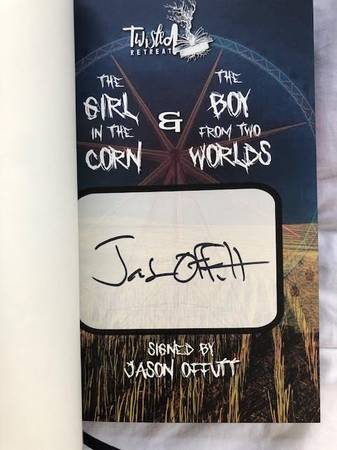 Twisted
RETREAT
THE THE
GIRL & BOY
IN THE FROM TWO
CORN WORLDS
Jason Offutt
SIGNED BY
JASON OFFUTT